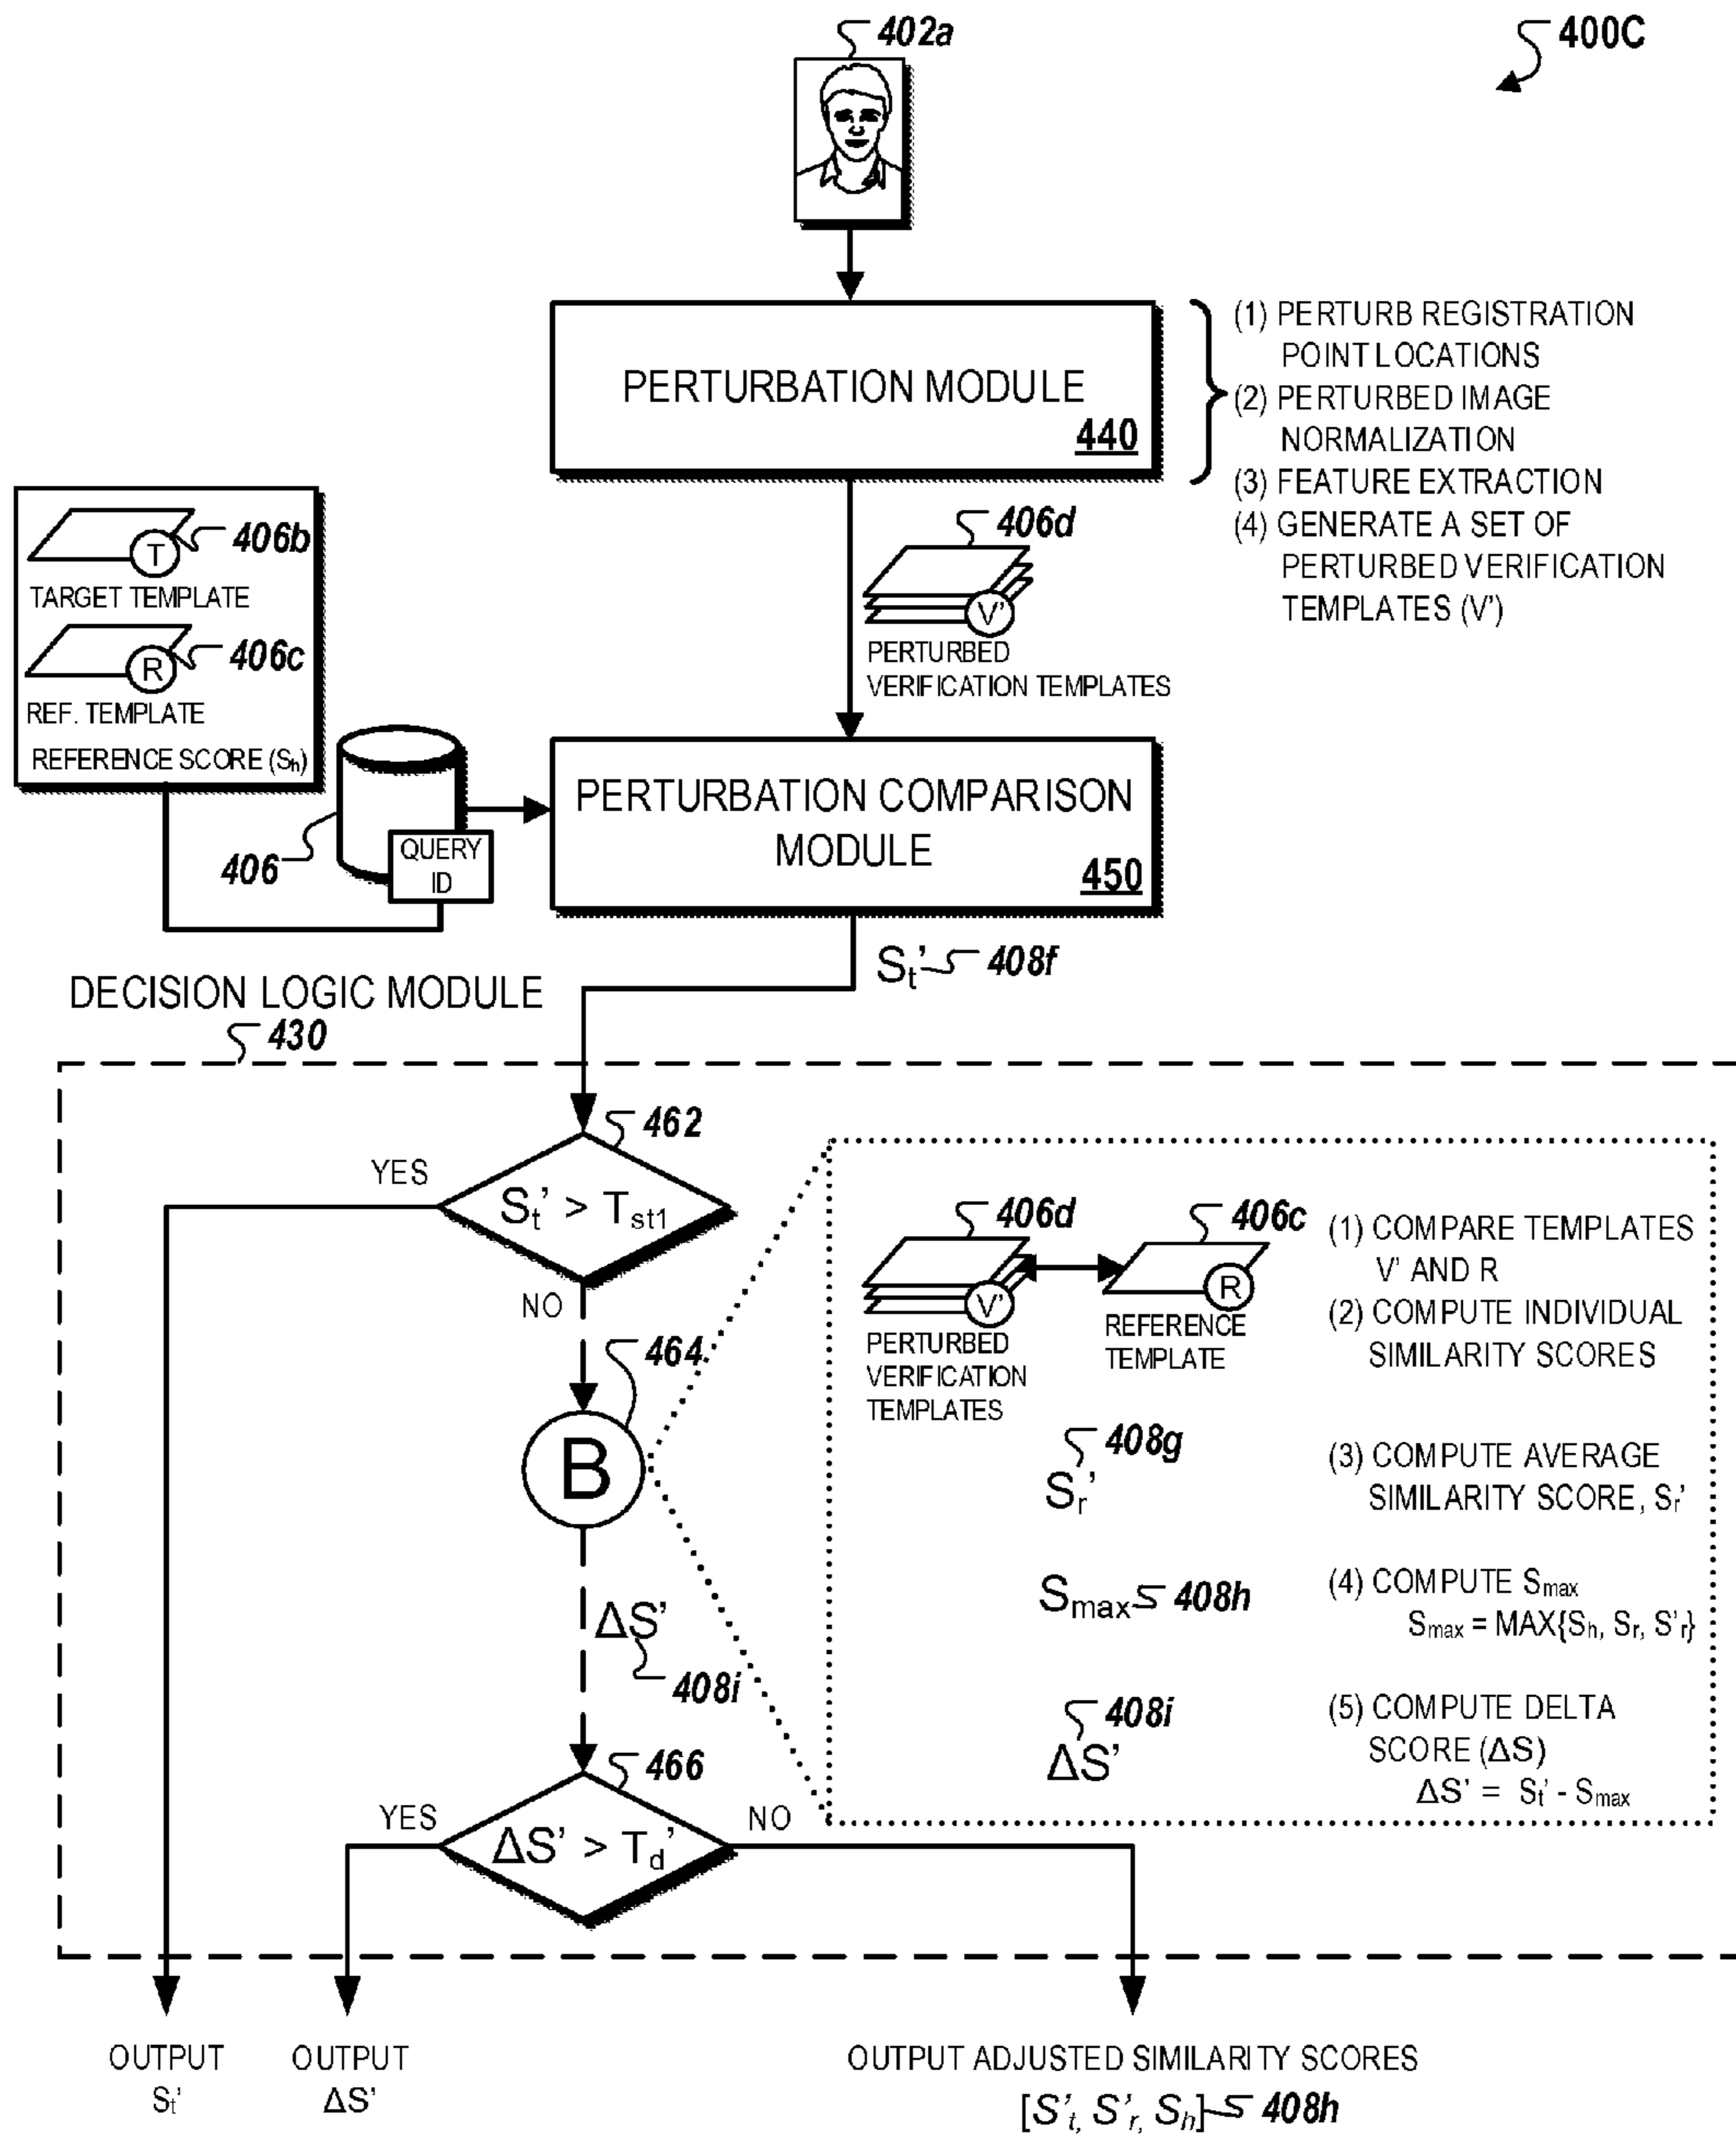 402a
400C
PERTURBATION MODULE
440
(1) PERTURB REGISTRATION
POINT LOCATIONS
(2) PERTURBED IMAGE
NORMALIZATION
(3) FEATURE EXTRACTION
(4) GENERATE A SET OF
PERTURBED VERIFICATION
TEMPLATES (V')
T
406b
TARGET TEMPLATE
R
406c
REF. TEMPLATE
REFERENCE SCORE (Sh)
406d
V'
PERTURBED
VERIFICATION TEMPLATES
406
QUERY
ID
PERTURBATION COMPARISON
MODULE
450
St'
408f
DECISION LOGIC MODULE
430
462
YES
St' > Tst1
NO
464
B
ΔS'
408i
466
YES
ΔS' > Td'
NO
406d
V'
PERTURBED
VERIFICATION
TEMPLATES
406c
R
REFERENCE
TEMPLATE
(1) COMPARE TEMPLATES
V' AND R
(2) COMPUTE INDIVIDUAL
SIMILARITY SCORES
408g
Sr'
(3) COMPUTE AVERAGE
SIMILARITY SCORE, Sr'
Smax
408h
(4) COMPUTE Smax
Smax = MAX{Sh, Sr, S'r}
408i
ΔS'
(5) COMPUTE DELTA
SCORE (ΔS)
ΔS' = St' - Smax
OUTPUT
St'
OUTPUT
ΔS'
OUTPUT ADJUSTED SIMILARITY SCORES
[S't, S'r, Sh]
408h